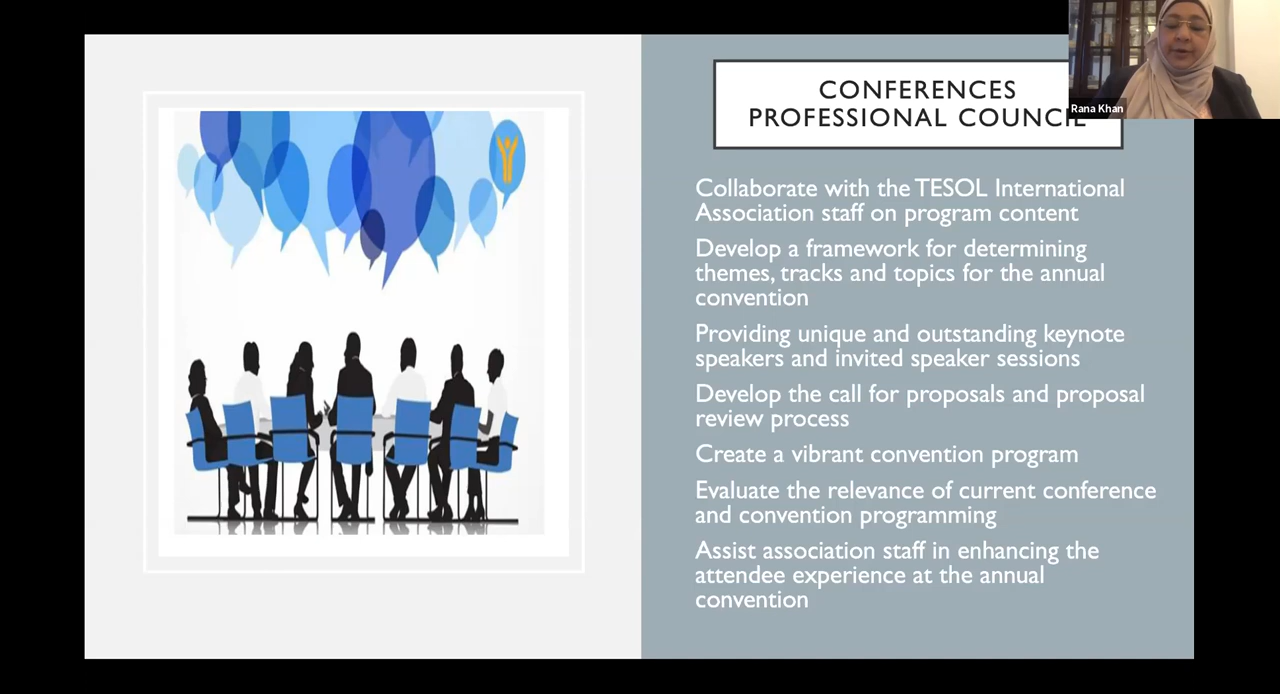 CONFERENCES
PROFESSIONAL COUNCIL
Rana Khan
Collaborate with the TESOL International
Association staff on program content
Develop a framework for determining
themes, tracks and topics for the annual
convention
Providing unique and outstanding keynote
speakers and invited speaker sessions
Develop the call for proposals and proposal
review process
Create a vibrant convention program
Evaluate the relevance of current conference
and convention programming
Assist association staff in enhancing the
attendee experience at the annual
convention